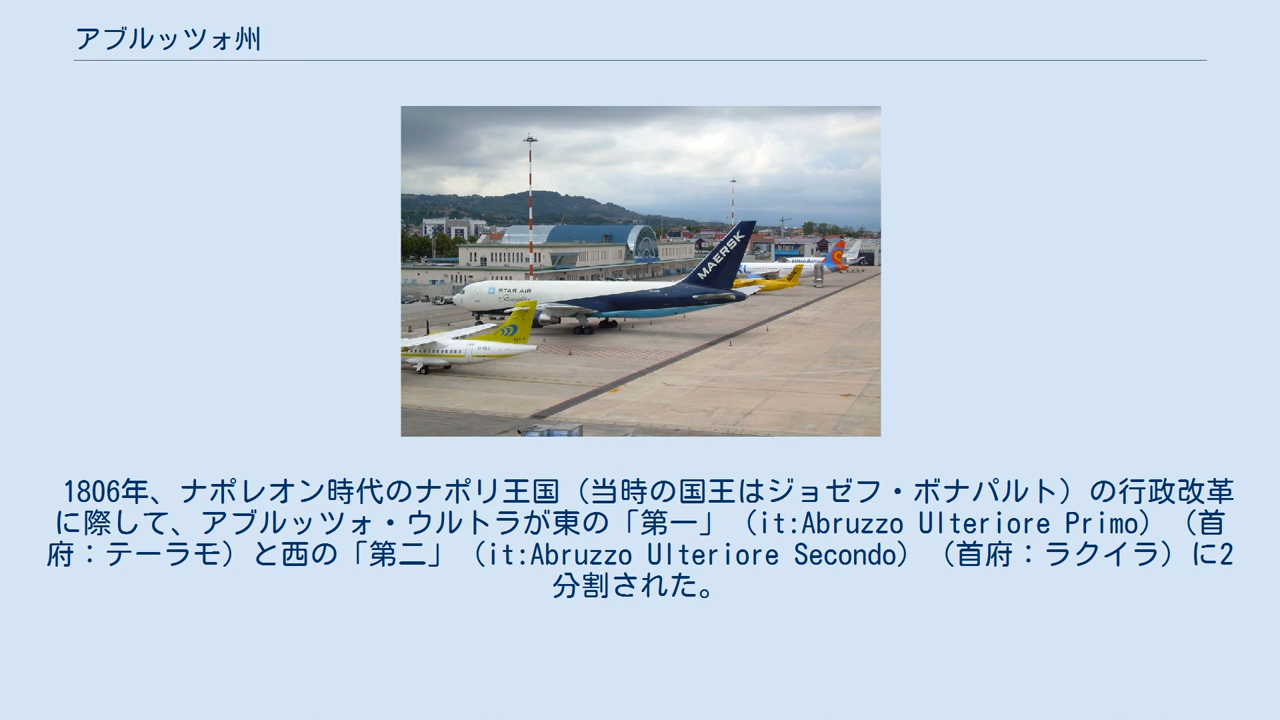 アブルッツォ州
MAERSK
STAR AIR
1806年、ナポレオン時代のナポリ王国（当時の国王はジョゼフ・ボナパルト）の行政改革
に際して、アブルッツォ・ウルトラが東の「第一」（it:Abruzzo Ulteriore Primo）（首
府：テーラモ）と西の「第二」（it:Abruzzo Ulteriore Secondo）（首府：ラクイラ）に2
分割された。